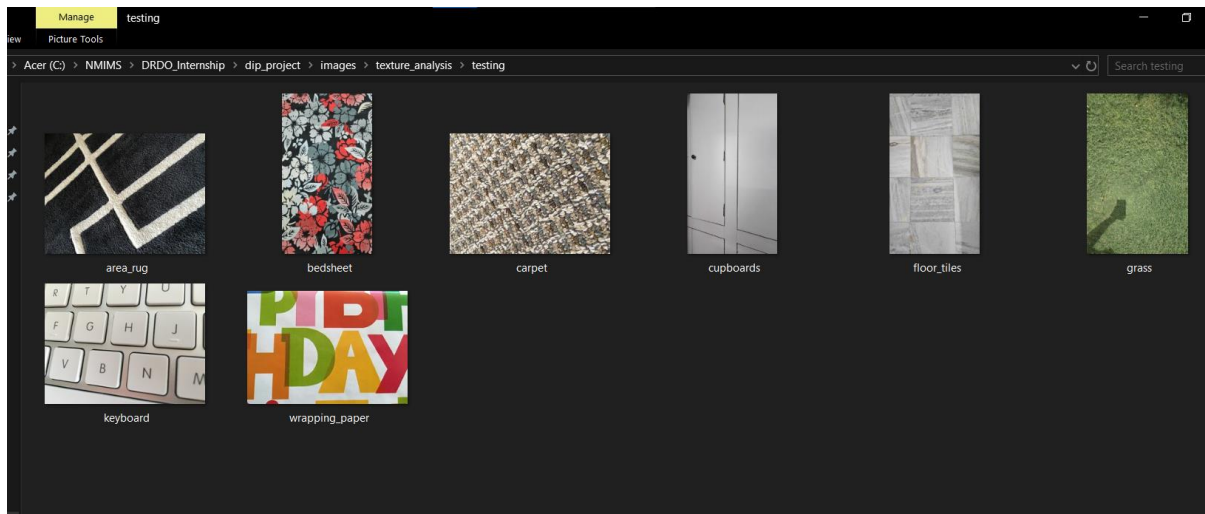 Manage testing
iew Picture Tools
> Acer (C:) > NMIMS > DRDO_Internship > dip_project > images > texture_analysis > testing Search testing
area_rug bedsheet carpet cupboards floor_tiles grass
R T Y U
F G H J
V B N M
PIBI
HDAY
keyboard wrapping_paper